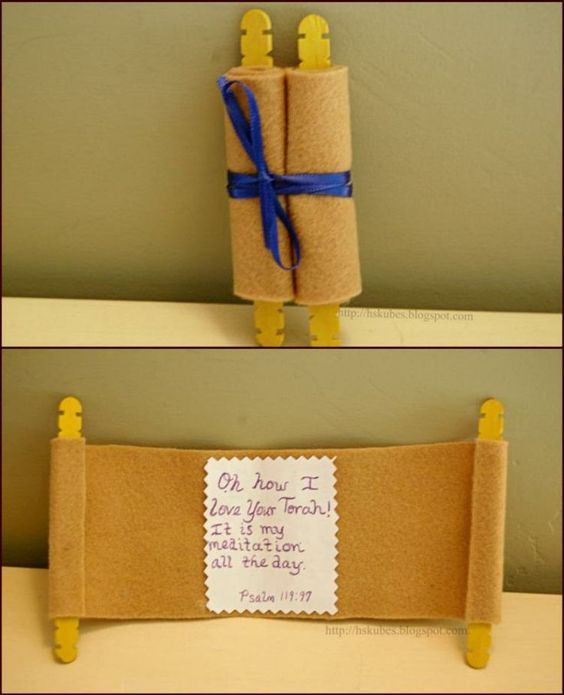 http://hskubes.blogspot.com
Oh how I
love Your Torah!
It is my
meditation
all the day.
Psalm 119:97
http://hskubes.blogspot.com